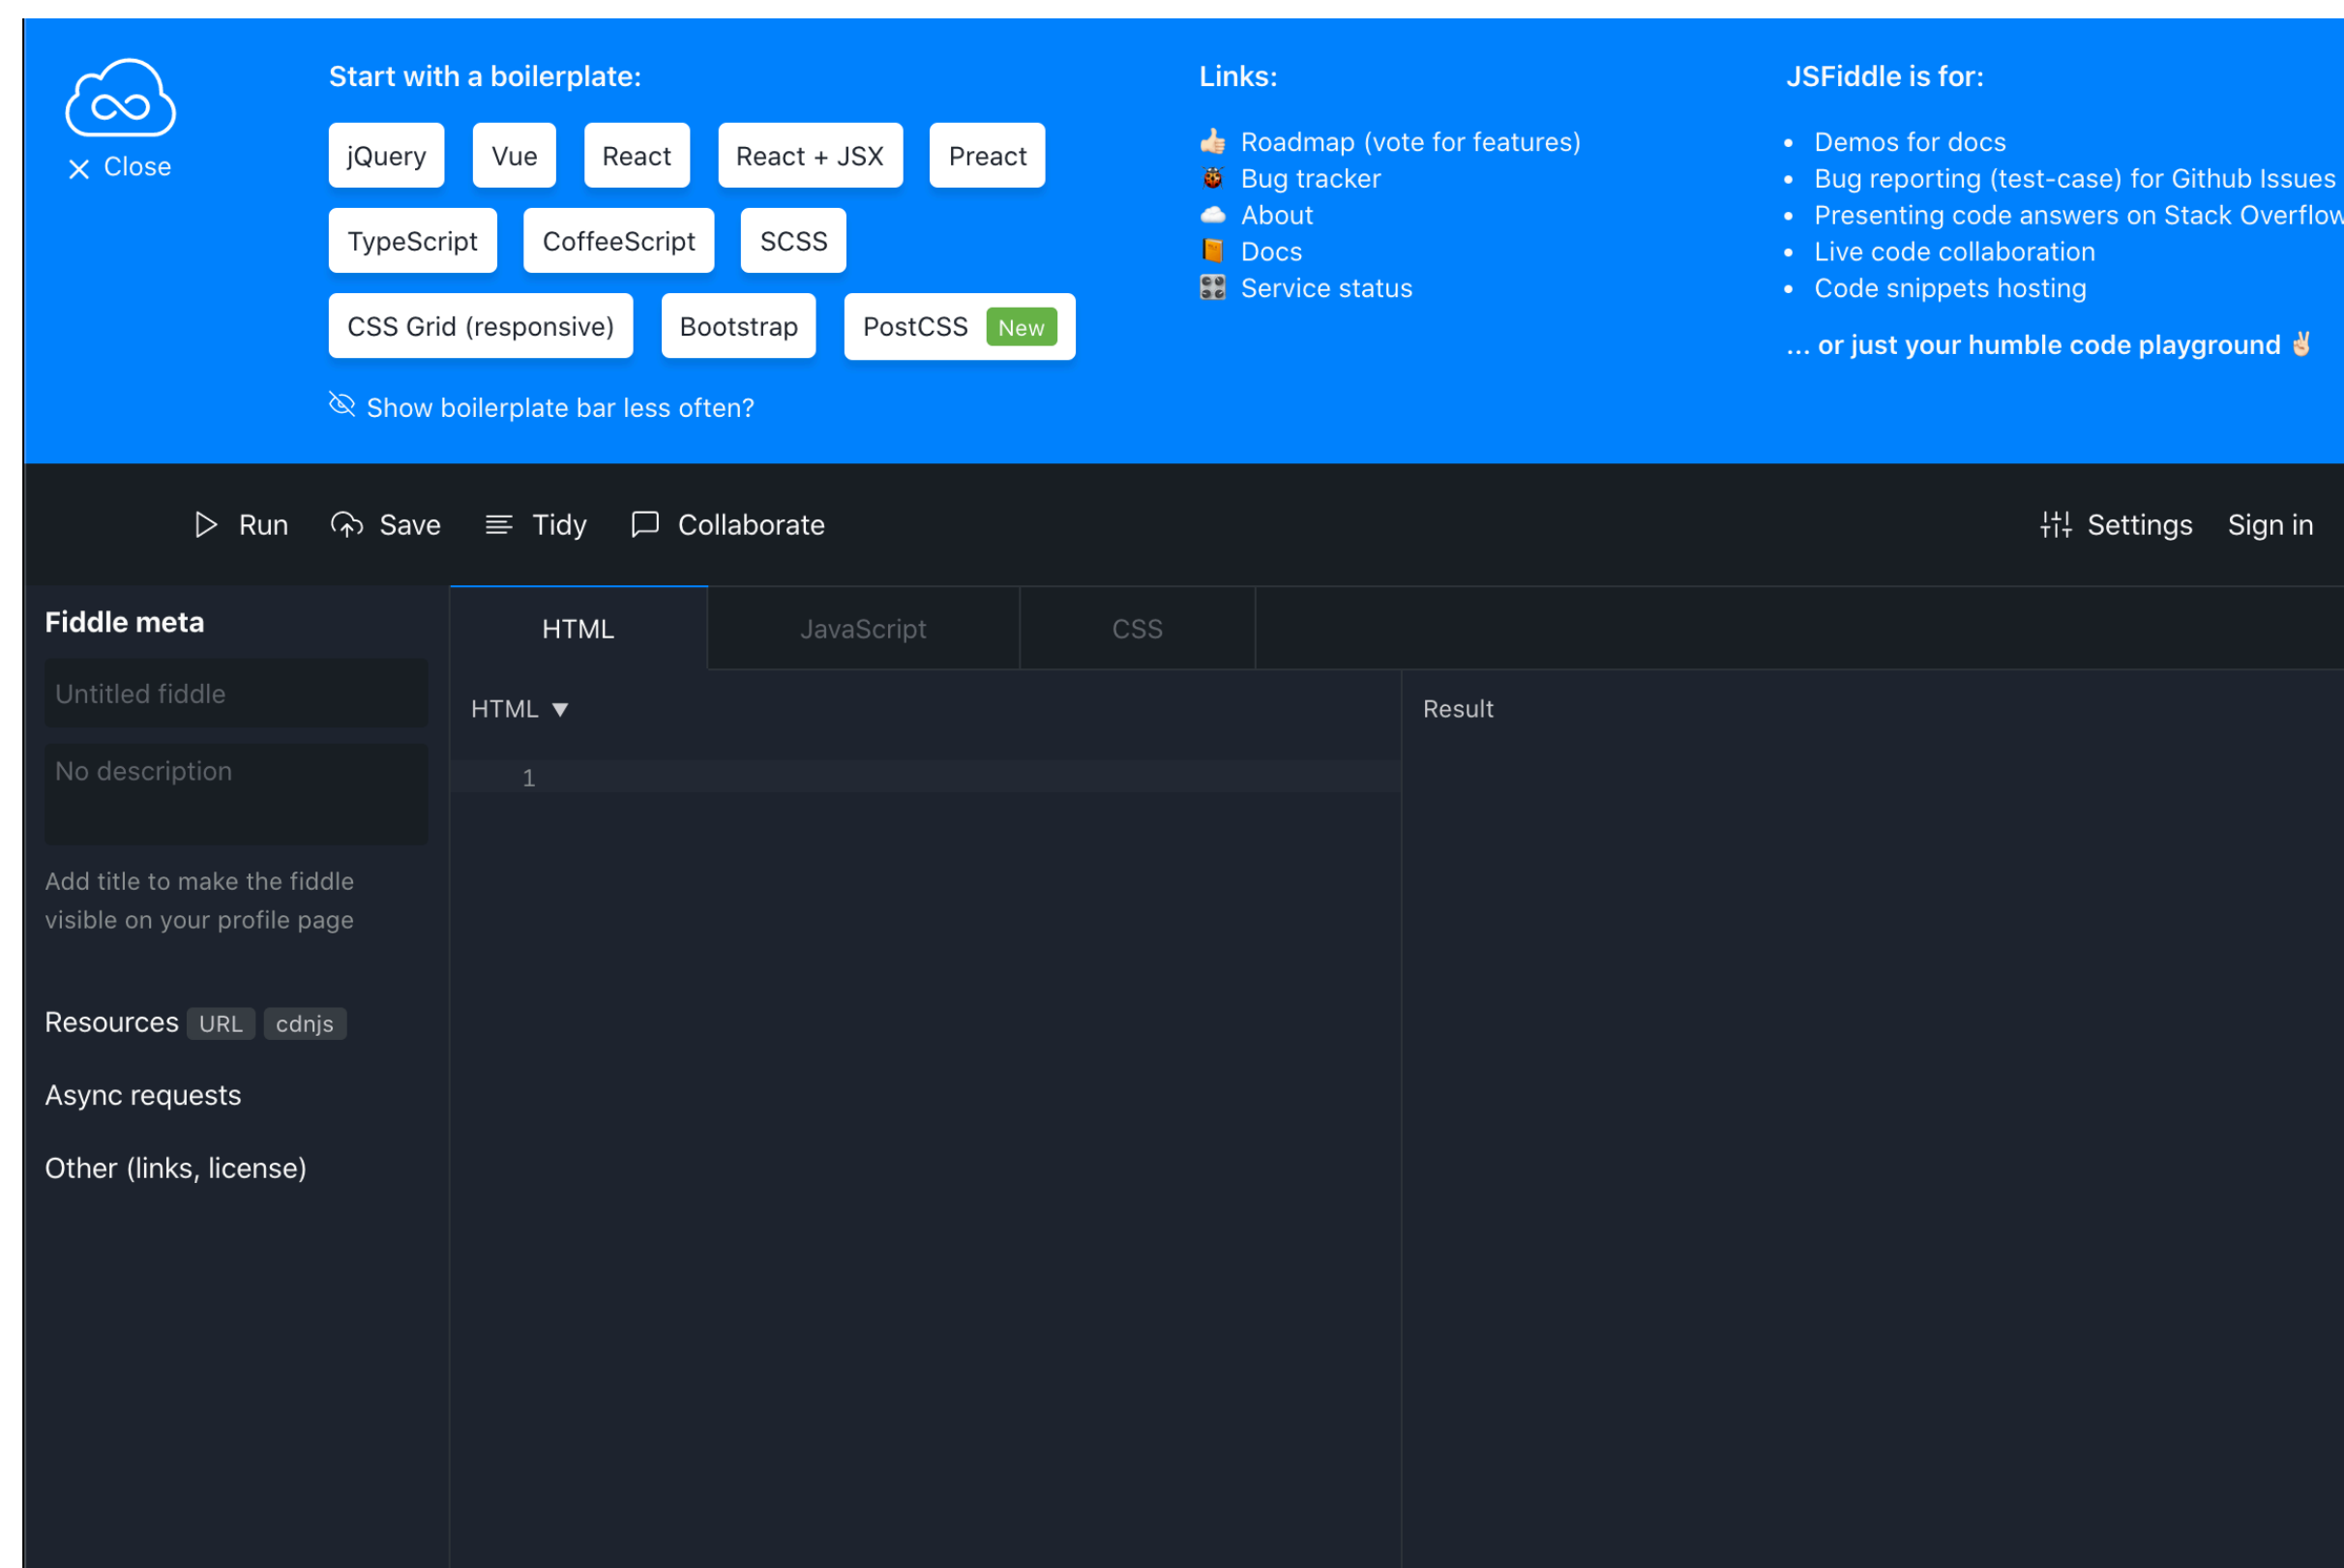 Close
Start with a boilerplate:
jQuery Vue React React + JSX Preact
TypeScript CoffeeScript SCSS
CSS Grid (responsive) Bootstrap PostCSS New
Show boilerplate bar less often?
Links:
Roadmap (vote for features)
Bug tracker
About
Docs
Service status
JSFiddle is for:
Demos for docs
Bug reporting (test-case) for Github Issues
Presenting code answers on Stack Overflow
Live code collaboration
Code snippets hosting
... or just your humble code playground ✌🏻
Run Save Tidy Collaborate Settings Sign in
Fiddle meta
Untitled fiddle
No description
Add title to make the fiddle
visible on your profile page
Resources URL cdnjs
Async requests
Other (links, license)
HTML JavaScript CSS
HTML ▼
1
Result